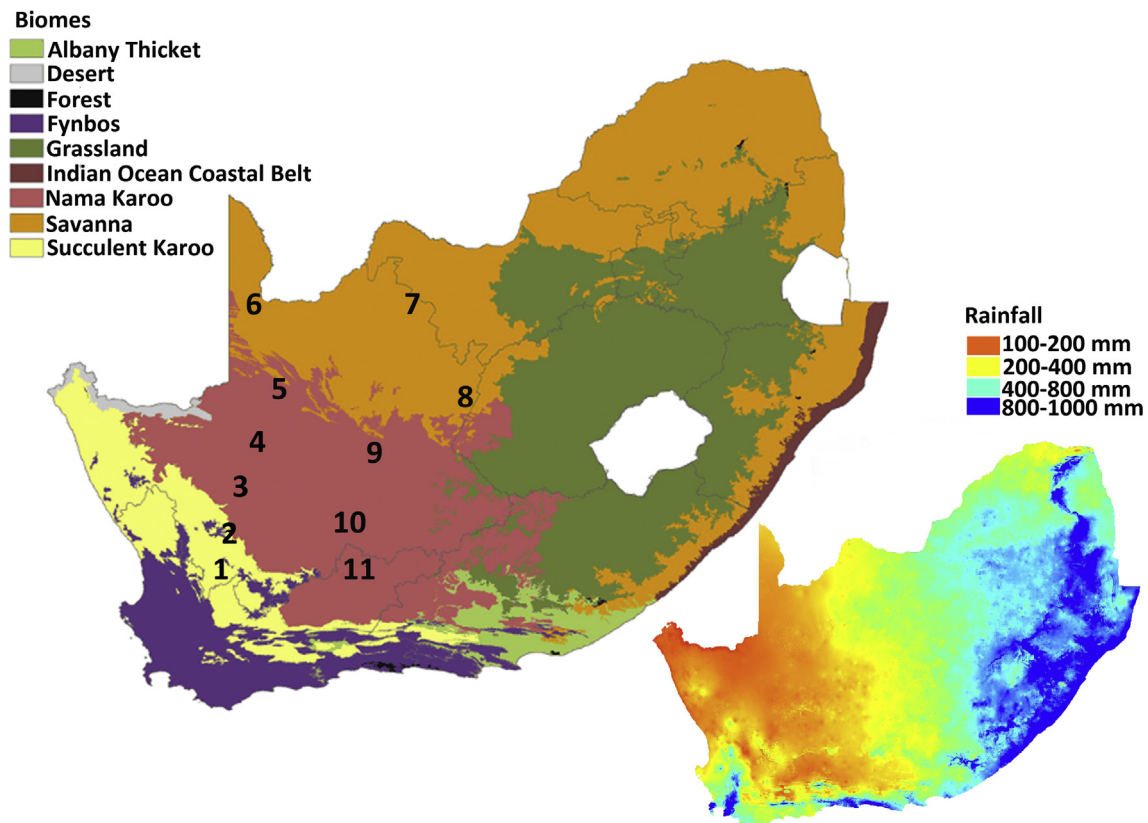 Biomes
Albany Thicket
Desert
Forest
Fynbos
Grassland
Indian Ocean Coastal Belt
Nama Karoo
Savanna
Succulent Karoo
6
7
5
8
4
9
3
10
2
1
11
Rainfall
100-200 mm
200-400 mm
400-800 mm
800-1000 mm